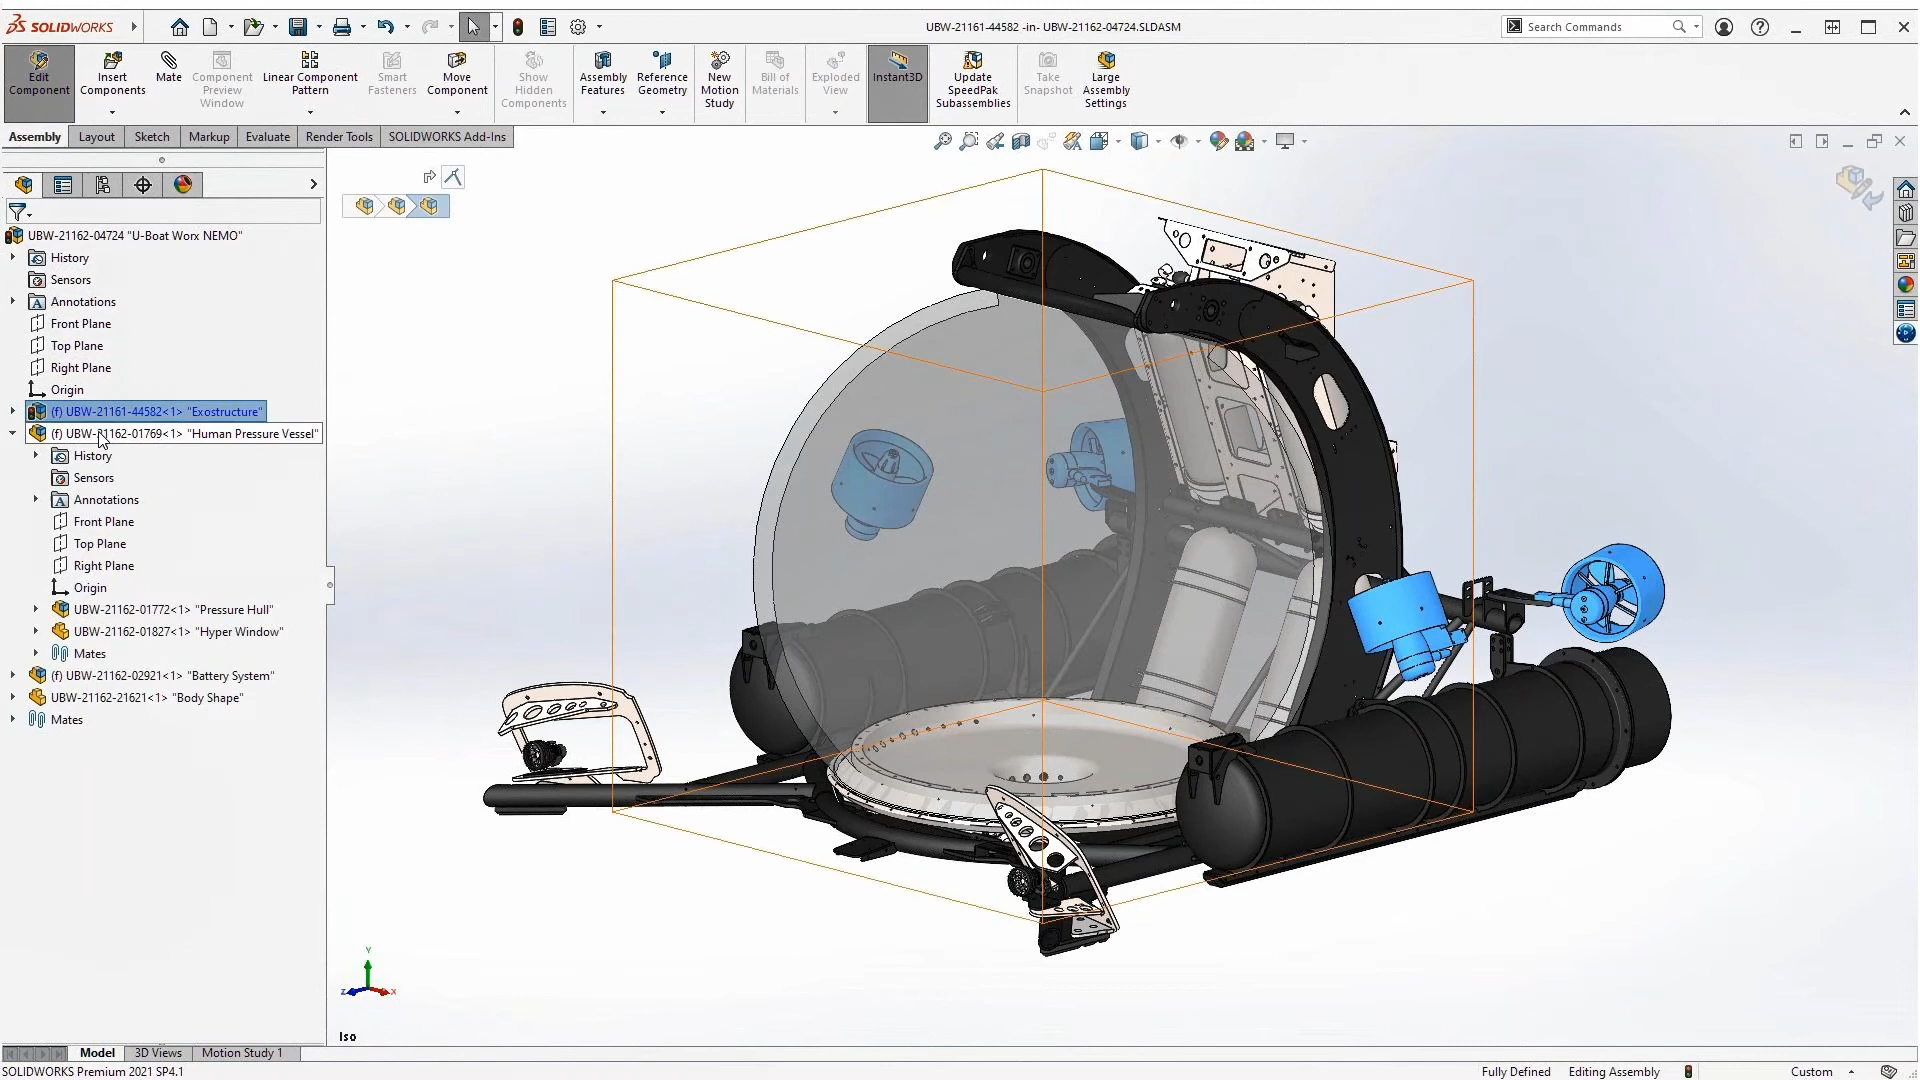 SOLIDWORKS
UBW-21161-44582 -in- UBW-21162-04724.SLDASM
Search Commands
Edit Component
Insert Components
Mate
Component Preview Window
Linear Component Pattern
Smart Fasteners
Move Component
Show Hidden Components
Assembly Features
Reference Geometry
New Motion Study
Bill of Materials
Exploded View
Instant3D
Update SpeedPak Subassemblies
Take Snapshot
Large Assembly Settings
Assembly
Layout
Sketch
Markup
Evaluate
Render Tools
SOLIDWORKS Add-Ins
UBW-21162-04724 "U-Boat Worx NEMO"
History
Sensors
Annotations
Front Plane
Top Plane
Right Plane
Origin
(f) UBW-21161-44582<1> "Exostructure"
(f) UBW-21162-01769<1> "Human Pressure Vessel"
History
Sensors
Annotations
Front Plane
Top Plane
Right Plane
Origin
UBW-21162-01772<1> "Pressure Hull"
UBW-21162-01827<1> "Hyper Window"
Mates
(f) UBW-21162-02921<1> "Battery System"
UBW-21162-21621<1> "Body Shape"
Mates
Y
Z
X
Iso
Model
3D Views
Motion Study 1
SOLIDWORKS Premium 2021 SP4.1
Fully Defined
Editing Assembly
Custom